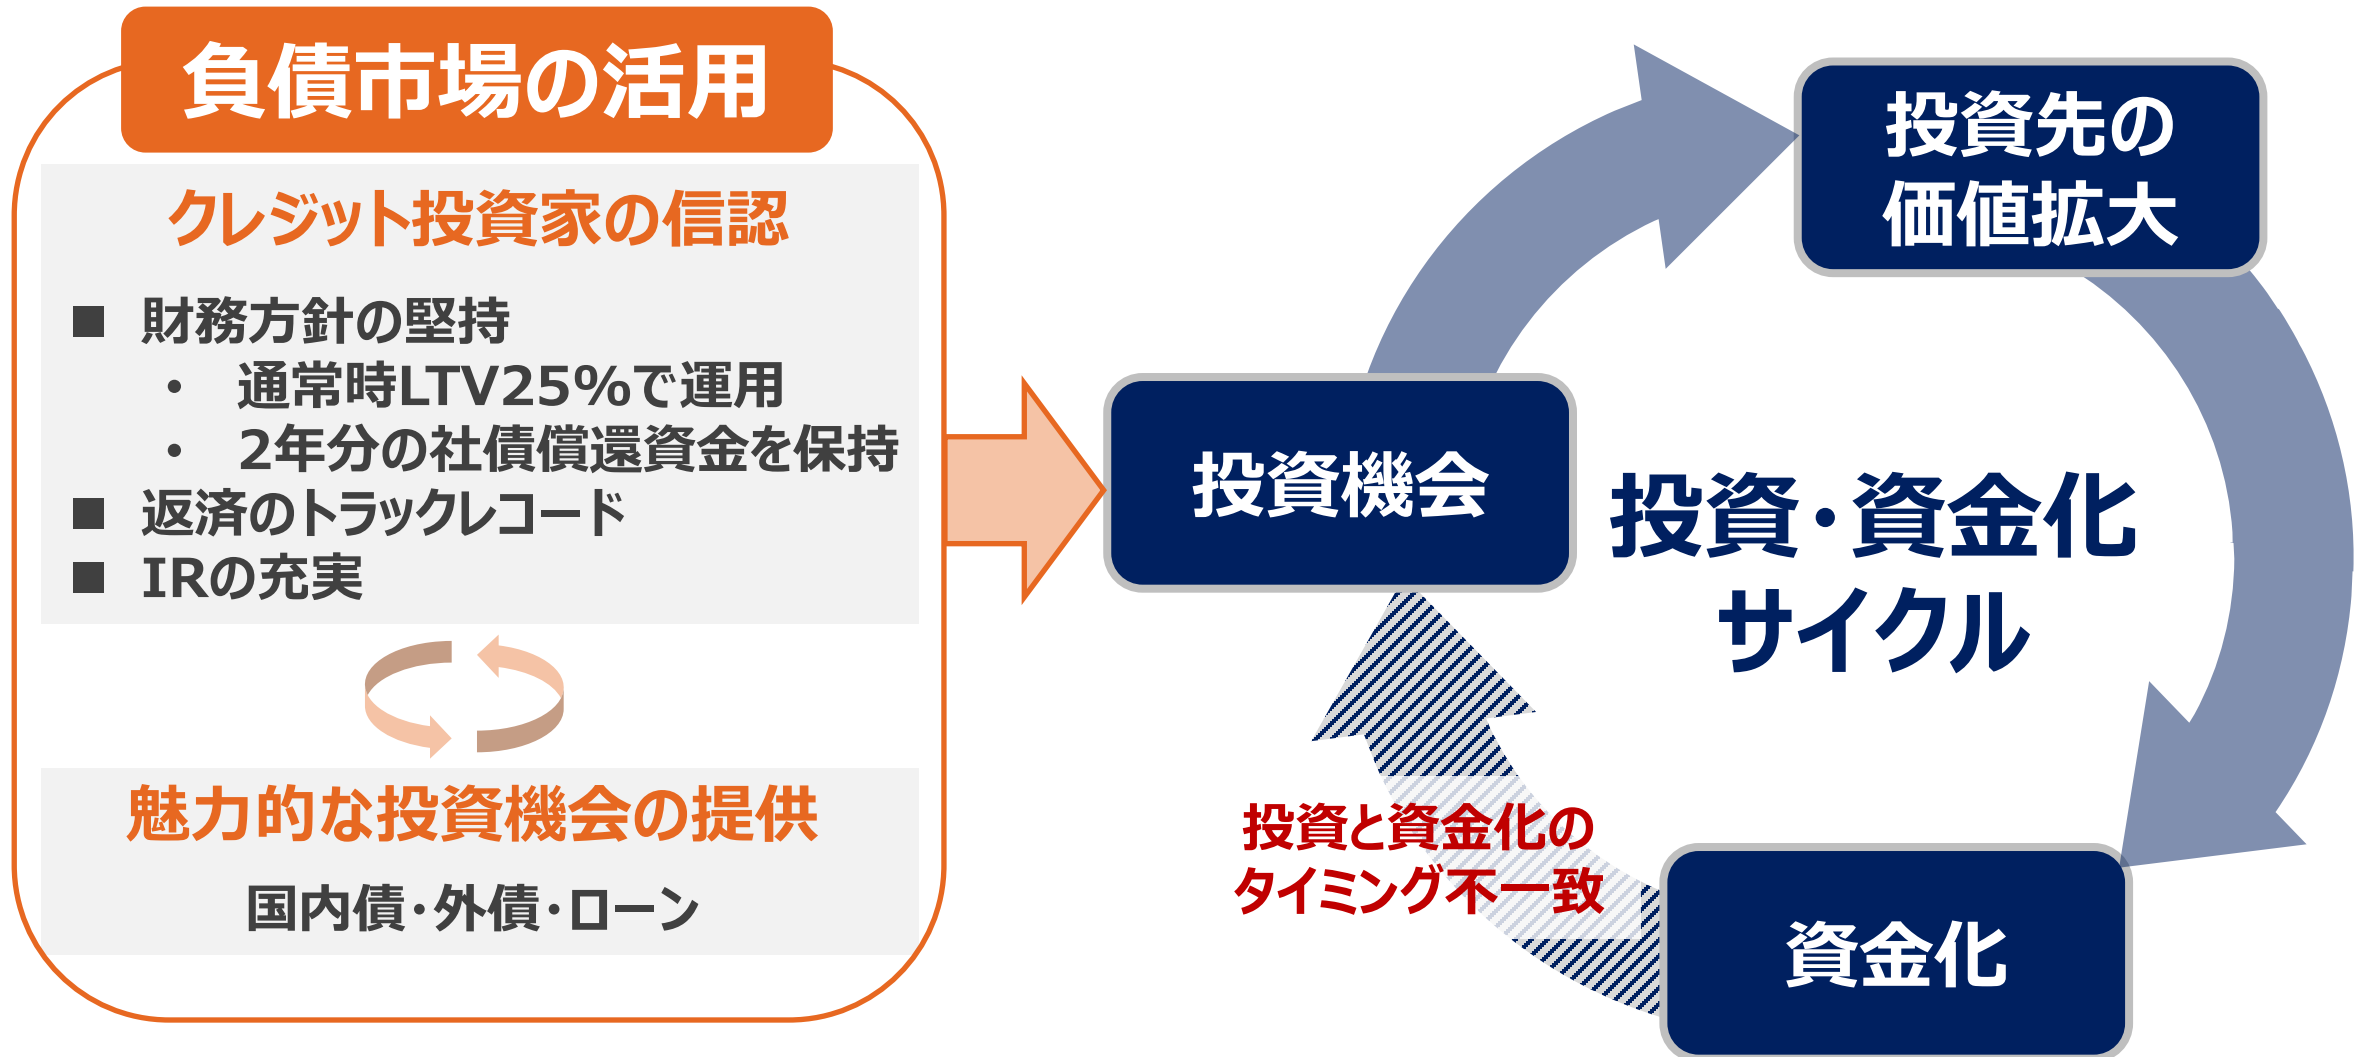 負債市場の活用
クレジット投資家の信認
■ 財務方針の堅持
・ 通常時LTV25%で運用
・ 2年分の社債償還資金を保持
■ 返済のトラックレコード
■ IRの充実
魅力的な投資機会の提供
国内債・外債・ローン
投資先の
価値拡大
投資機会
投資・資金化
サイクル
投資と資金化の
タイミング不一致
資金化